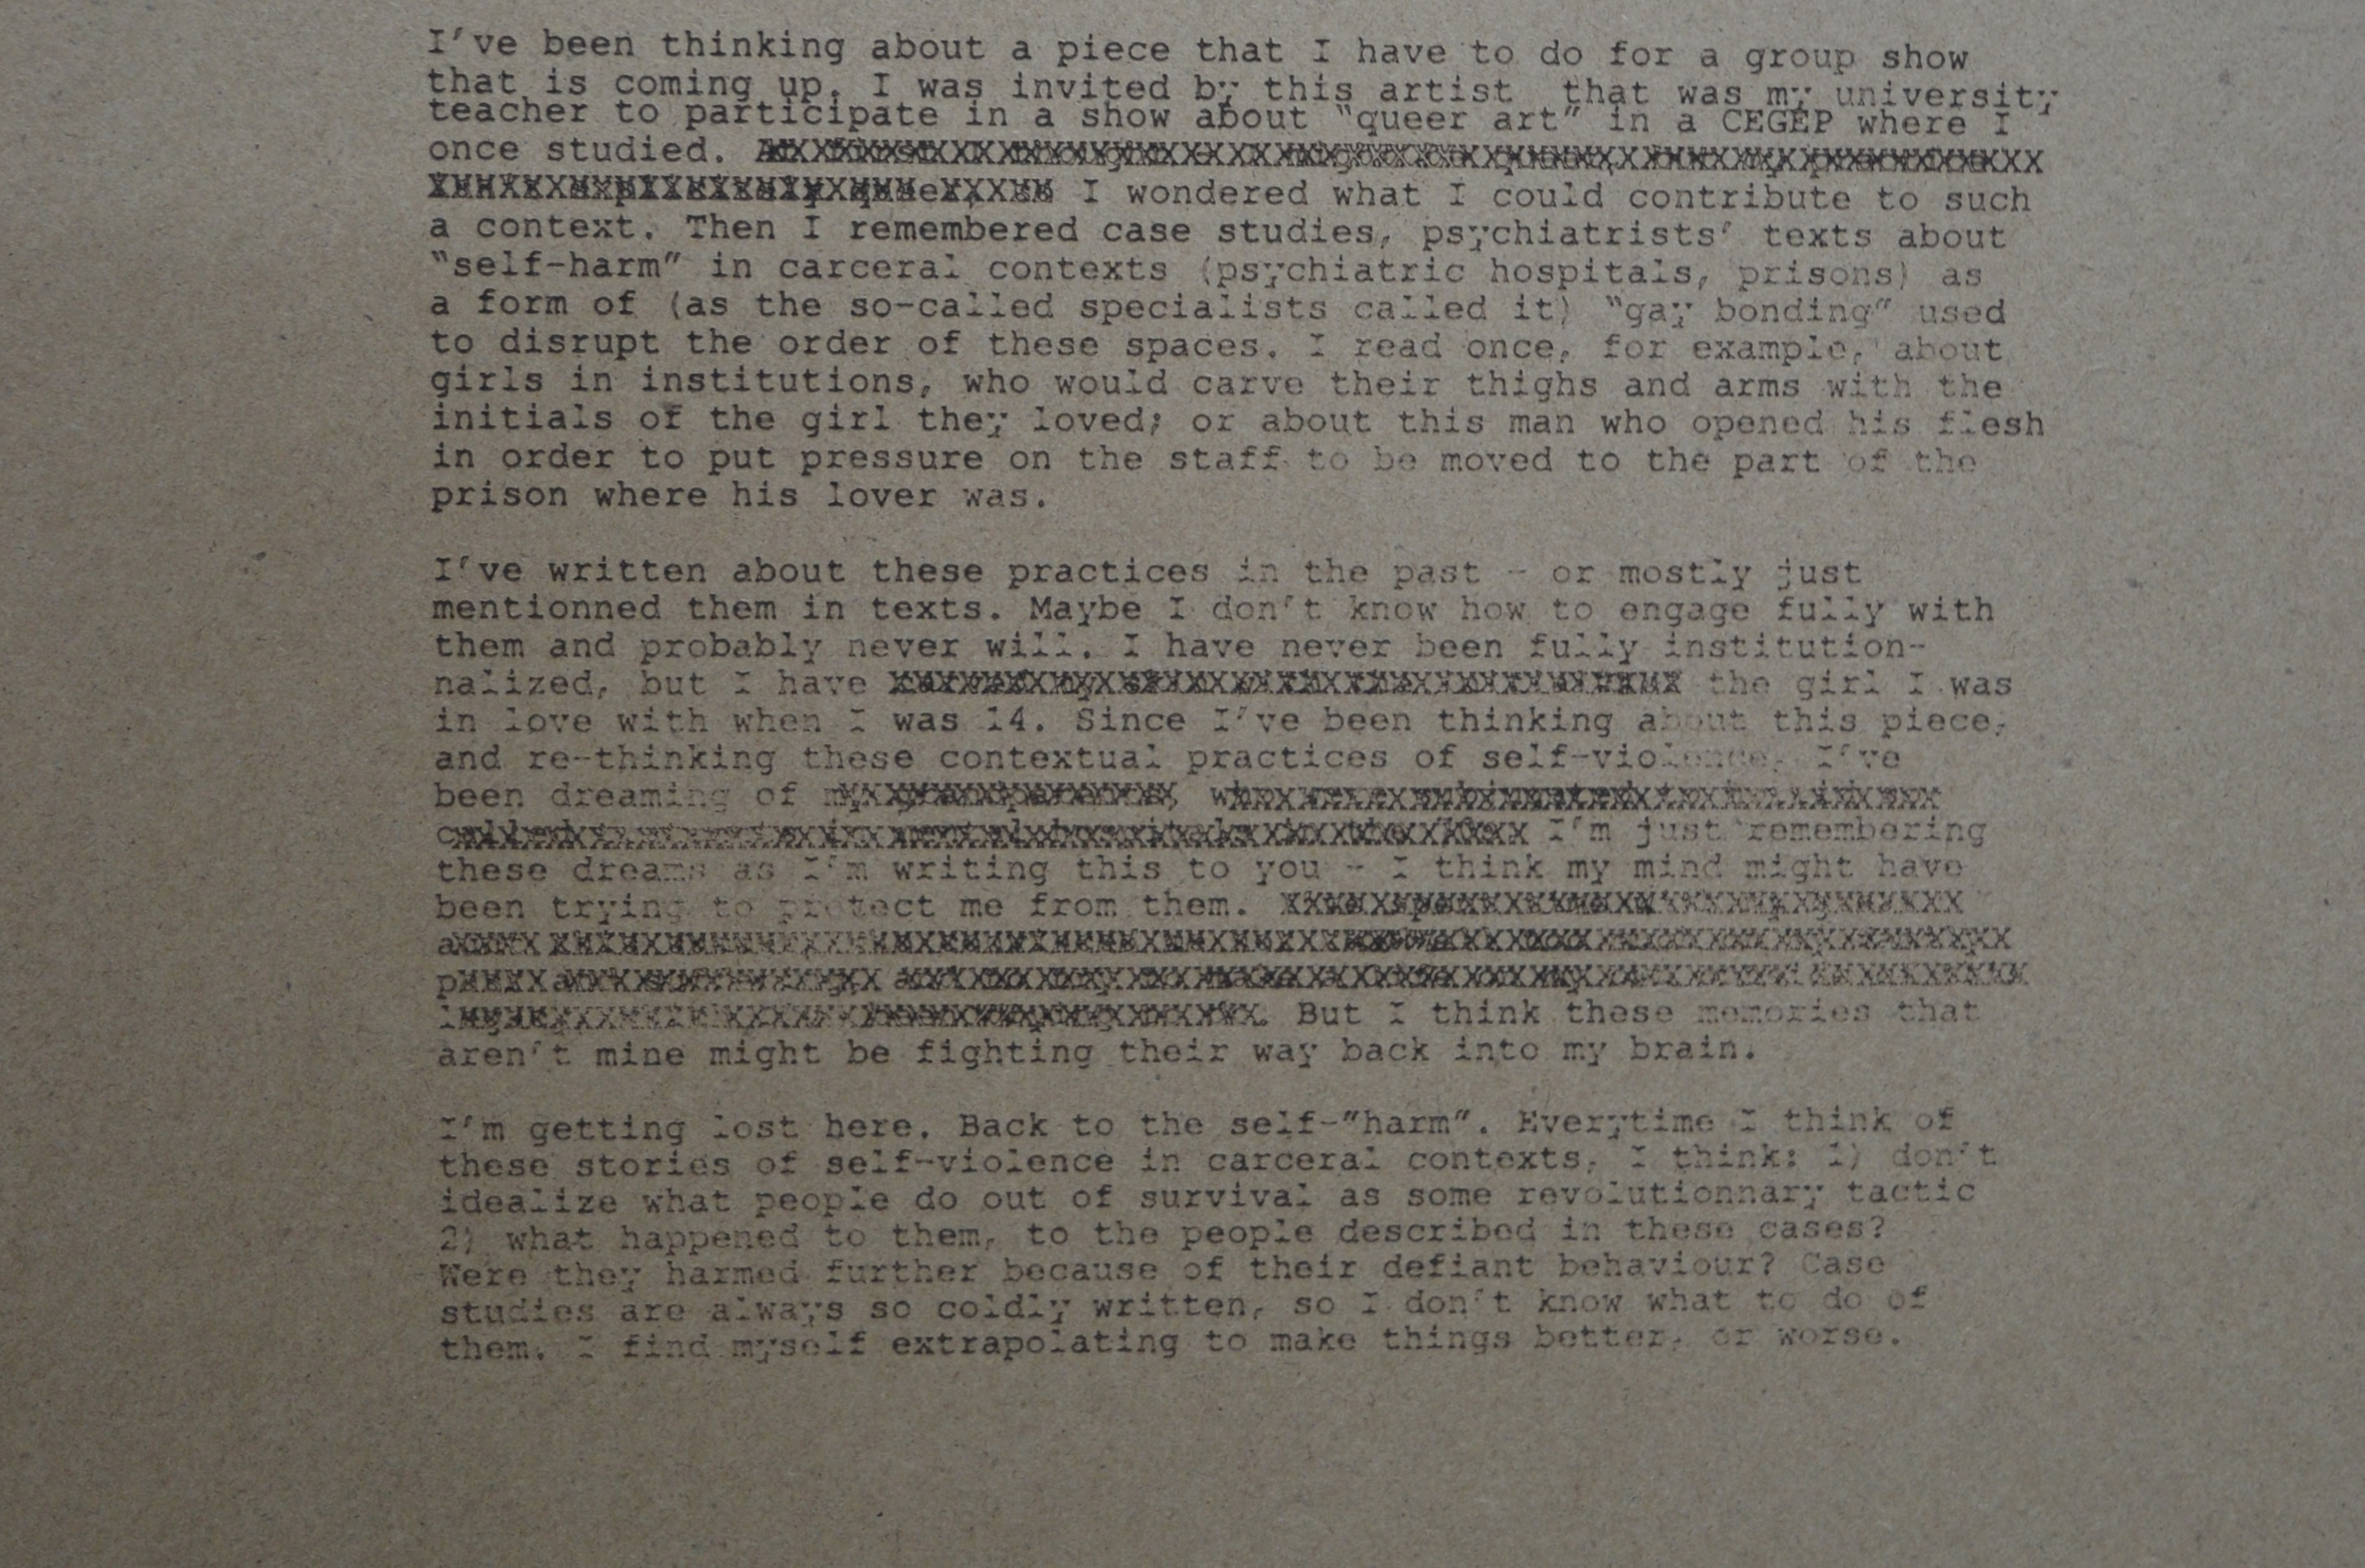 I've been thinking about a piece that I have to do for a group show
that is coming up. I was invited by this artist that was my university
teacher to participate in a show about "queer art" in a CEGEP where I
once studied.
I wondered what I could contribute to such
a context. Then I remembered case studies, psychiatrists' texts about
"self-harm" in carceral contexts (psychiatric hospitals, prisons) as
a form of (as the so-called specialists called it) "gay bonding" used
to disrupt the order of these spaces. I read once, for example, about
girls in institutions, who would carve their thighs and arms with the
initials of the girl they loved; or about this man who opened his flesh
in order to put pressure on the staff to be moved to the part of the
prison where his lover was.
I've written about these practices in the past - or mostly just
mentionned them in texts. Maybe I don't know how to engage fully with
them and probably never will. I have never been fully institution-
nalized, but I have the girl I was
in love with when I was 14. Since I've been thinking about this piece,
and re-thinking these contextual practices of self-violence, I've
been dreaming of
I'm just remembering
these dreams as I'm writing this to you - I think my mind might have
been trying to protect me from them.
But I think these memories that
aren't mine might be fighting their way back into my brain.
I'm getting lost here. Back to the self-"harm". Everytime I think of
these stories of self-violence in carceral contexts, I think: 1) don't
idealize what people do out of survival as some revolutionnary tactic
2) what happened to them, to the people described in these cases?
Were they harmed further because of their defiant behaviour? Case
studies are always so coldly written, so I don't know what to do of
them. I find myself extrapolating to make things better, or worse.